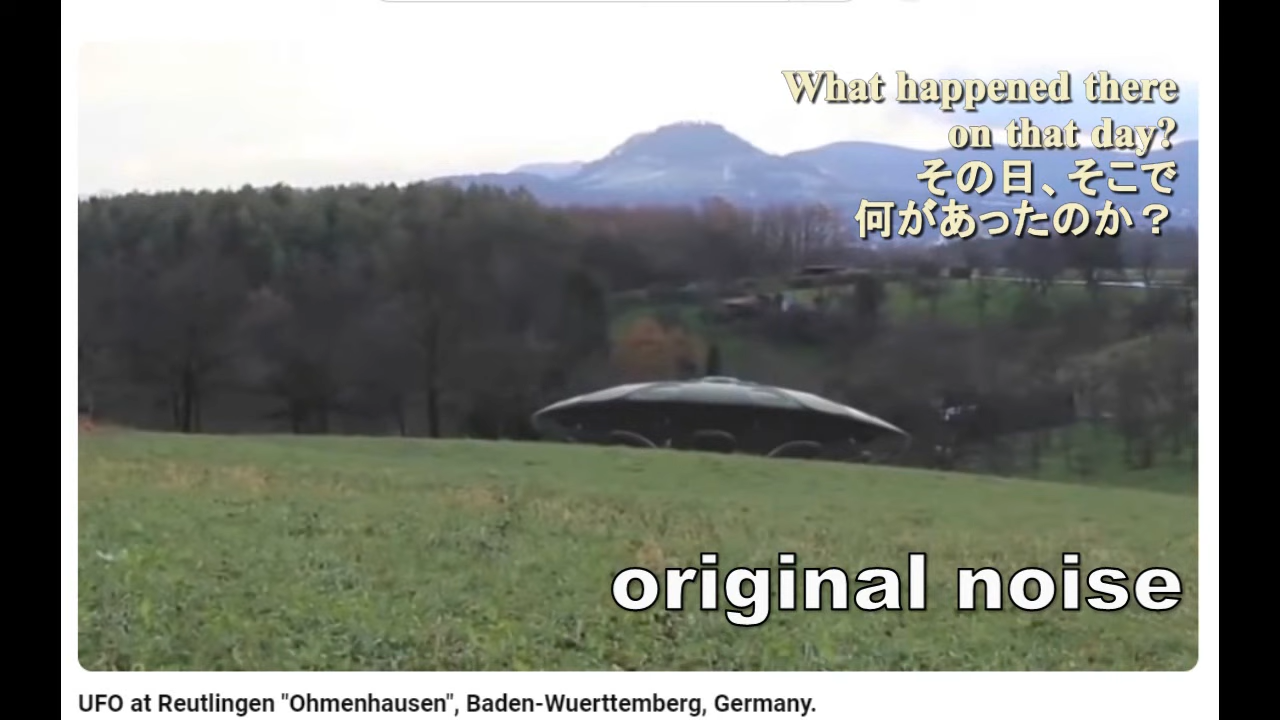 What happened there
on that day?
その日、そこで
何があったのか？
original noise
UFO at Reutlingen "Ohmenhausen", Baden-Wuerttemberg, Germany.